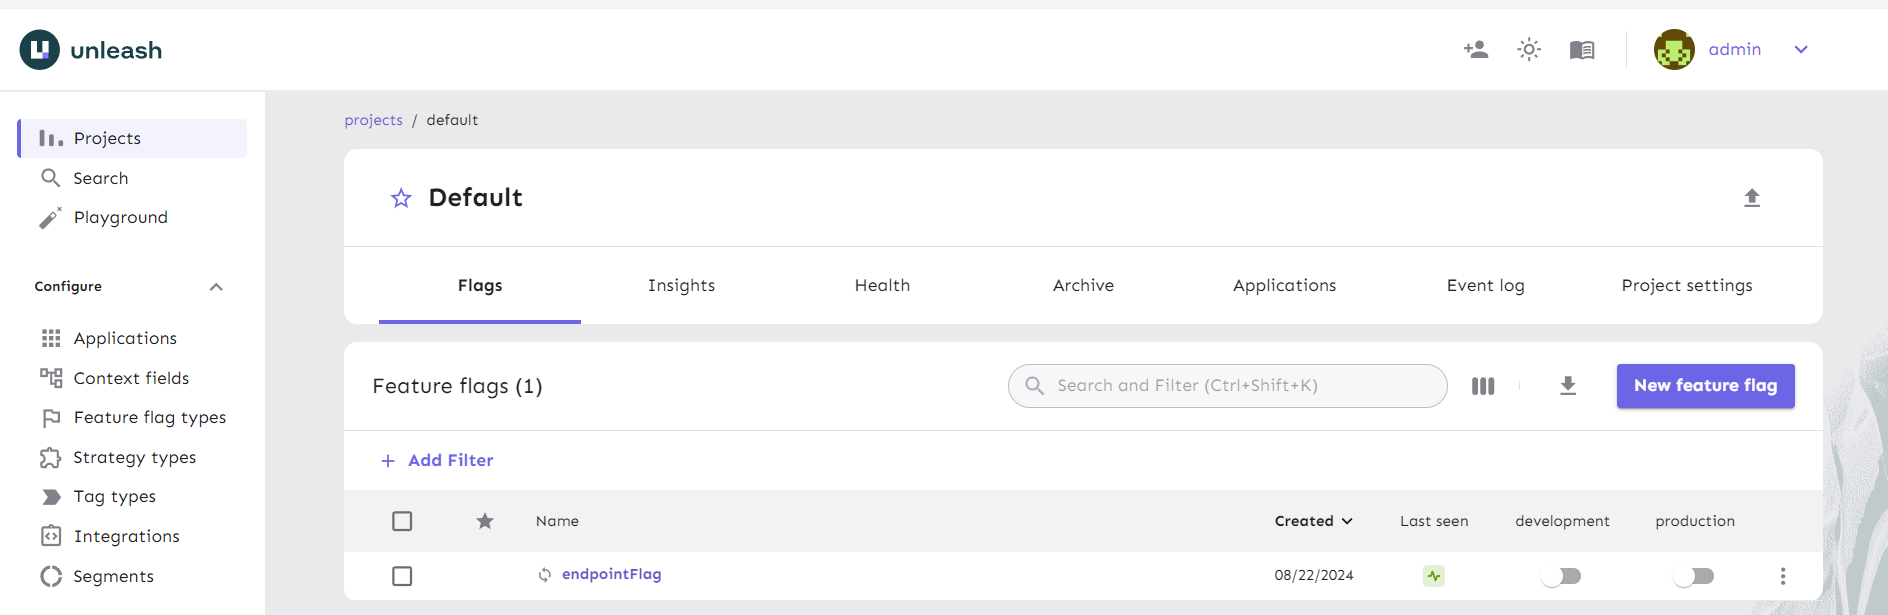 unleash
admin
Projects
Search
Playground
Configure
Applications
Context fields
Feature flag types
Strategy types
Tag types
Integrations
Segments
projects / default
Default
Flags Insights Health Archive Applications Event log Project settings
Feature flags (1)
Search and Filter (Ctrl+Shift+K)
New feature flag
+ Add Filter
Name Created Last seen development production
endpointFlag 08/22/2024